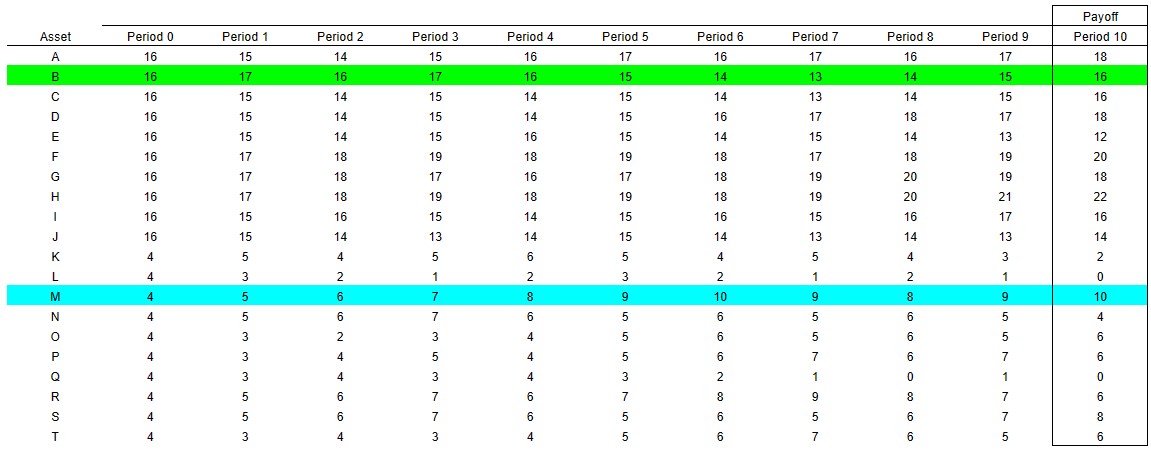 Payoff
Asset Period 0 Period 1 Period 2 Period 3 Period 4 Period 5 Period 6 Period 7 Period 8 Period 9 Period 10
A 16 15 14 15 16 17 16 17 16 17 18
B 16 17 16 17 16 15 14 13 14 15 16
C 16 15 14 15 14 15 14 13 14 15 16
D 16 15 14 15 14 15 16 17 18 17 18
E 16 15 14 15 16 15 14 15 14 13 12
F 16 17 18 19 18 19 18 17 18 19 20
G 16 17 18 17 16 17 18 19 20 19 18
H 16 17 18 19 18 19 18 19 20 21 22
I 16 15 16 15 14 15 16 15 16 17 16
J 16 15 14 13 14 15 14 13 14 13 14
K 4 5 4 5 6 5 4 5 4 3 2
L 4 3 2 1 2 3 2 1 2 1 0
M 4 5 6 7 8 9 10 9 8 9 10
N 4 5 6 7 6 5 6 5 6 5 4
O 4 3 2 3 4 5 6 5 6 5 6
P 4 3 4 5 4 5 6 7 6 7 6
Q 4 3 4 3 4 3 2 1 0 1 0
R 4 5 6 7 6 7 8 9 8 7 6
S 4 5 6 7 6 5 6 5 6 7 8
T 4 3 4 3 4 5 6 7 6 5 6